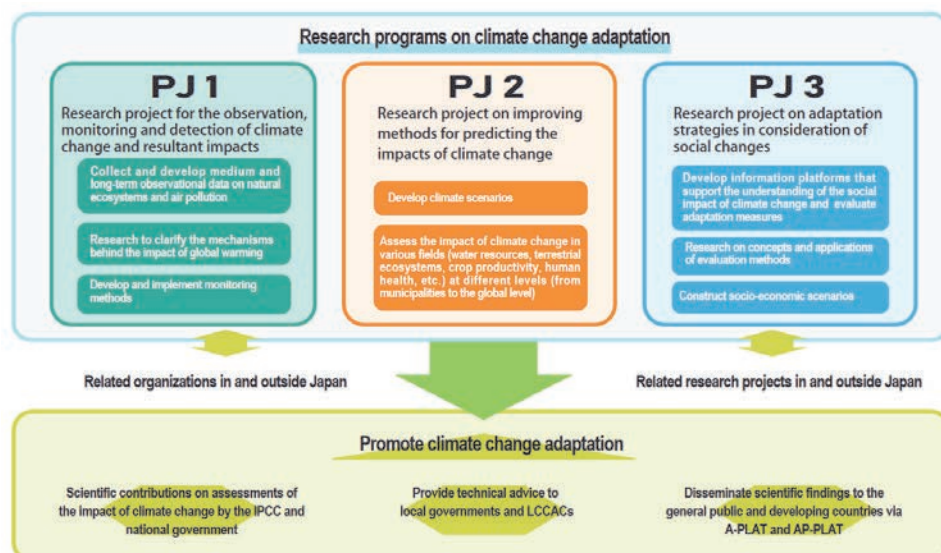 Research programs on climate change adaptation
PJ 1
Research project for the observation,
monitoring and detection of climate
change and resultant impacts
Collect and develop medium and
long-term observational data on natural
ecosystems and air pollution
Research to clarify the mechanisms
behind the impact of global warming
Develop and implement monitoring
methods
PJ 2
Research project on improving
methods for predicting the
impacts of climate change
Develop climate scenarios
Assess the impact of climate change in
various fields (water resources, terrestrial
ecosystems, crop productivity, human
health, etc.) at different levels (from
municipalities to the global level)
PJ 3
Research project on adaptation
strategies in consideration of
social changes
Develop information platforms that
support the understanding of the social
impact of climate change and evaluate
adaptation measures
Research on concepts and applications
of evaluation methods
Construct socio-economic scenarios
Related organizations in and outside Japan
Related research projects in and outside Japan
Promote climate change adaptation
Scientific contributions on assessments of
the impact of climate change by the IPCC and
national government
Provide technical advice to
local governments and LCCACs
Disseminate scientific findings to the
general public and developing countries via
A-PLAT and AP-PLAT